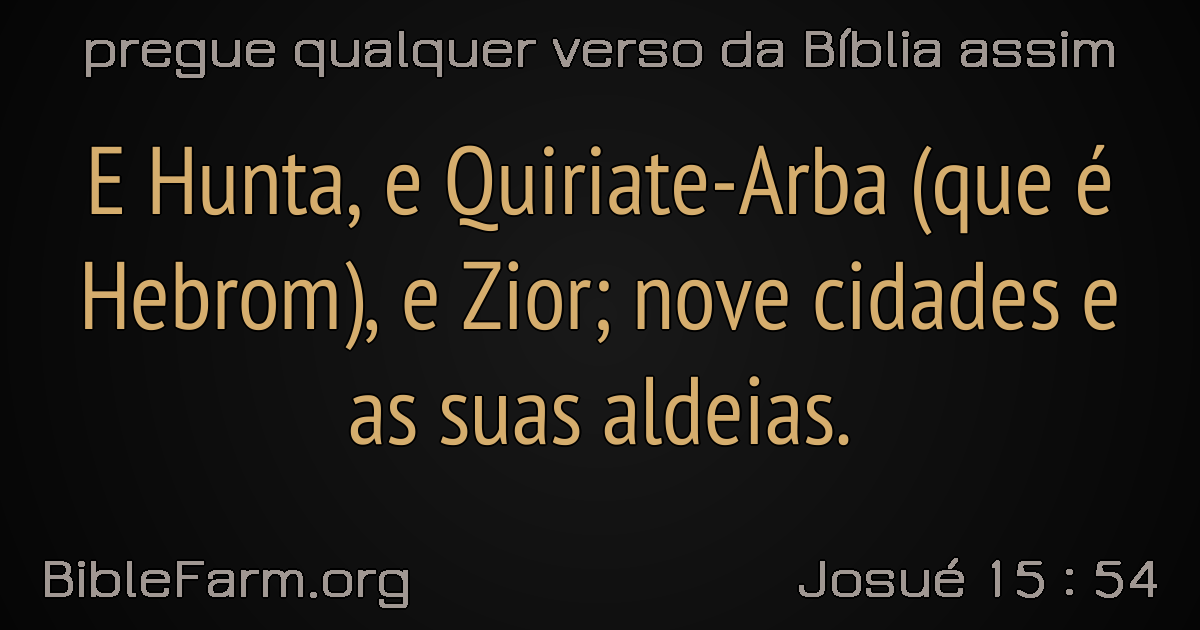 pregue qualquer verso da Bíblia assim
E Hunta, e Quiriate-Arba (que é
Hebrom), e Zior; nove cidades e
as suas aldeias.
BibleFarm.org
Josué 15 : 54